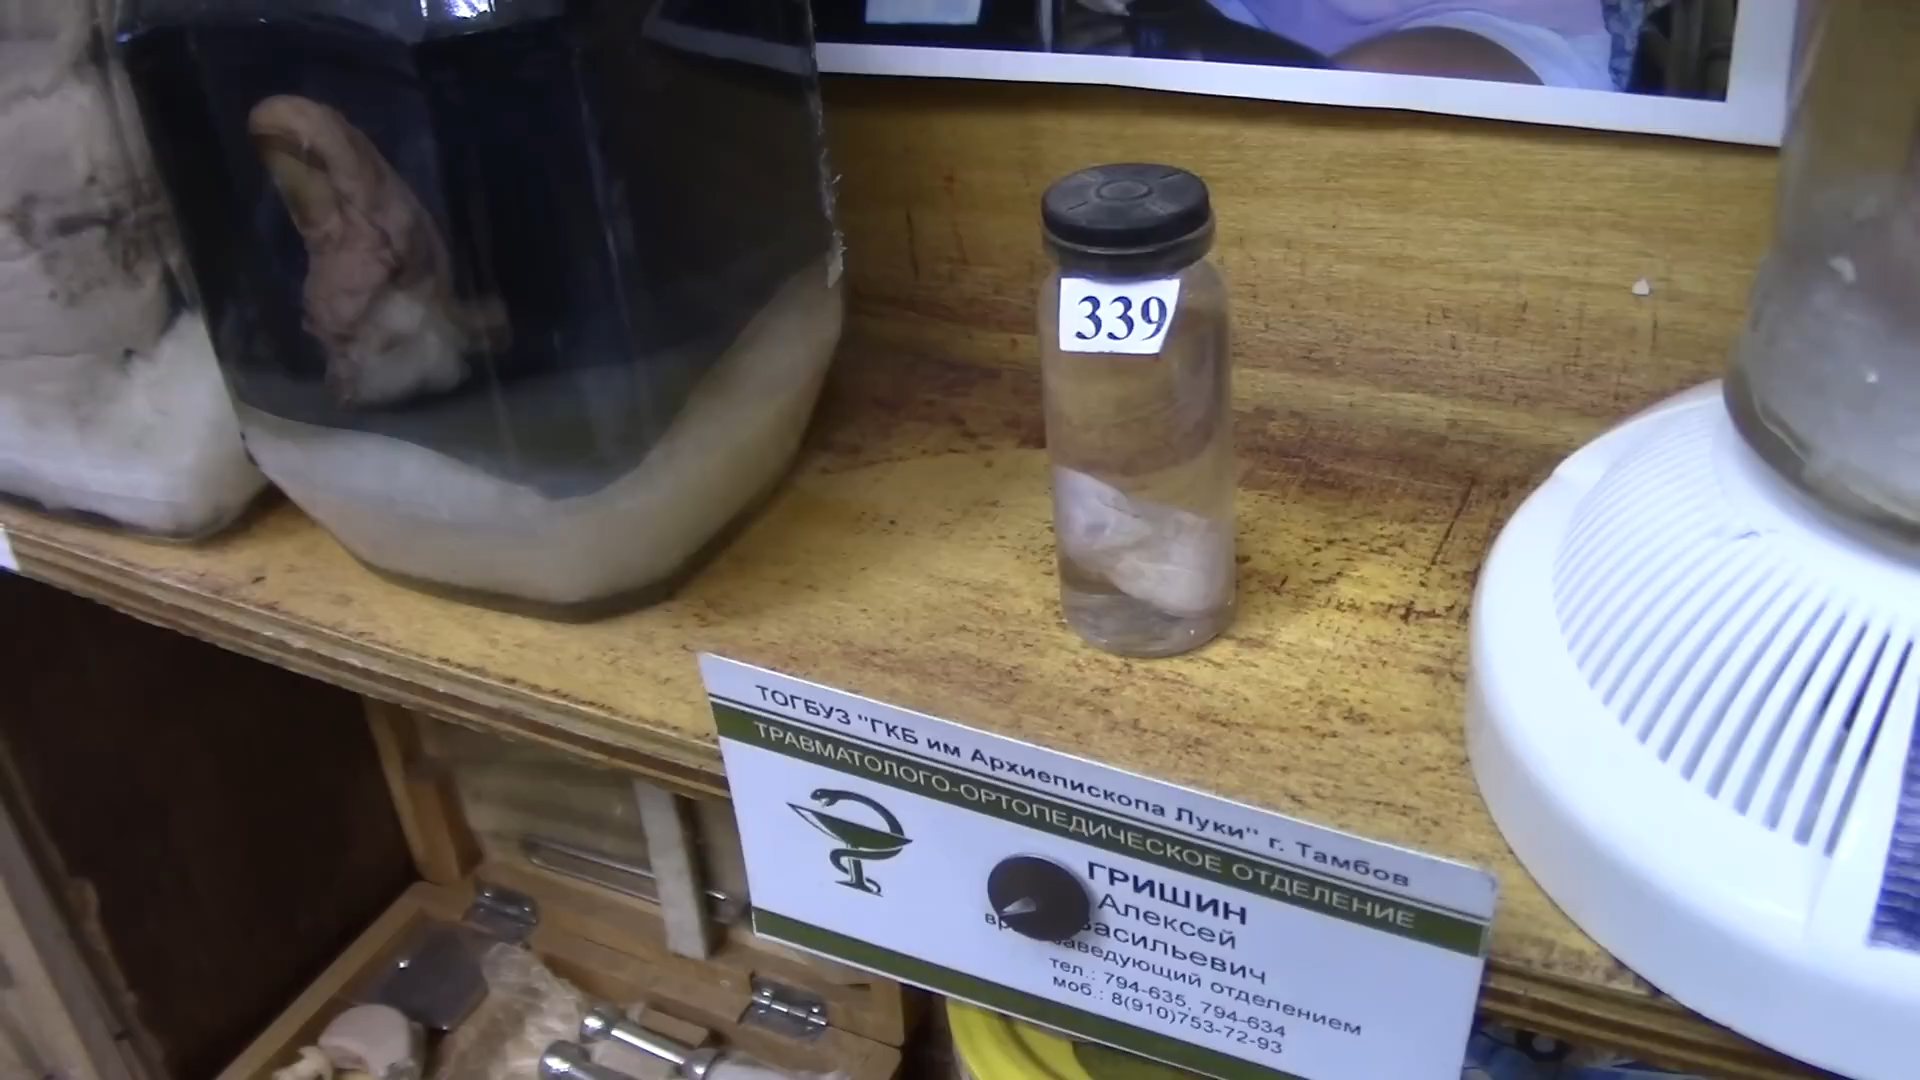 339
ТОГБУЗ "ГКБ им Архиепископа Луки" г. Тамбов
ТРАВМАТОЛОГО-ОРТОПЕДИЧЕСКОЕ ОТДЕЛЕНИЕ
ГРИШИН
Алексей
Васильевич
заведующий отделением
тел.: 794-635, 794-634
моб.: 8(910)753-72-93